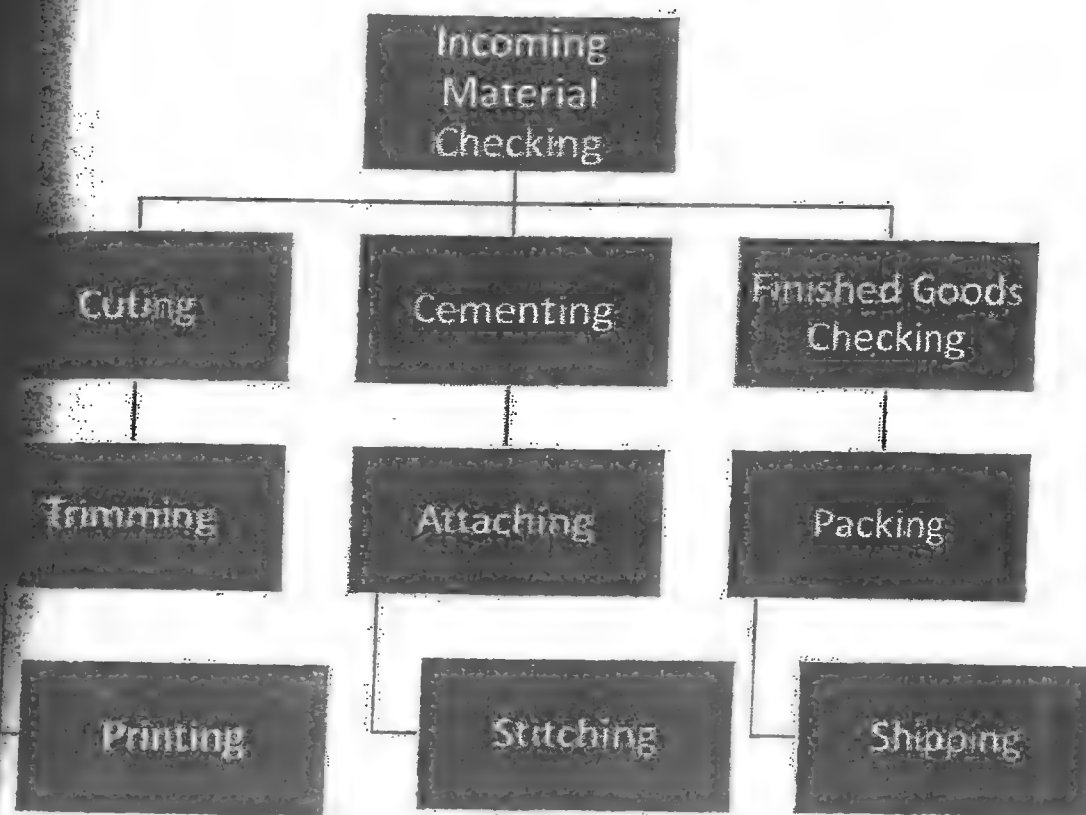 Incoming
Material
Checking
Cuting
Cementing
Finished Goods
Checking
Trimming
Attaching
Packing
Printing
Stitching
Shipping